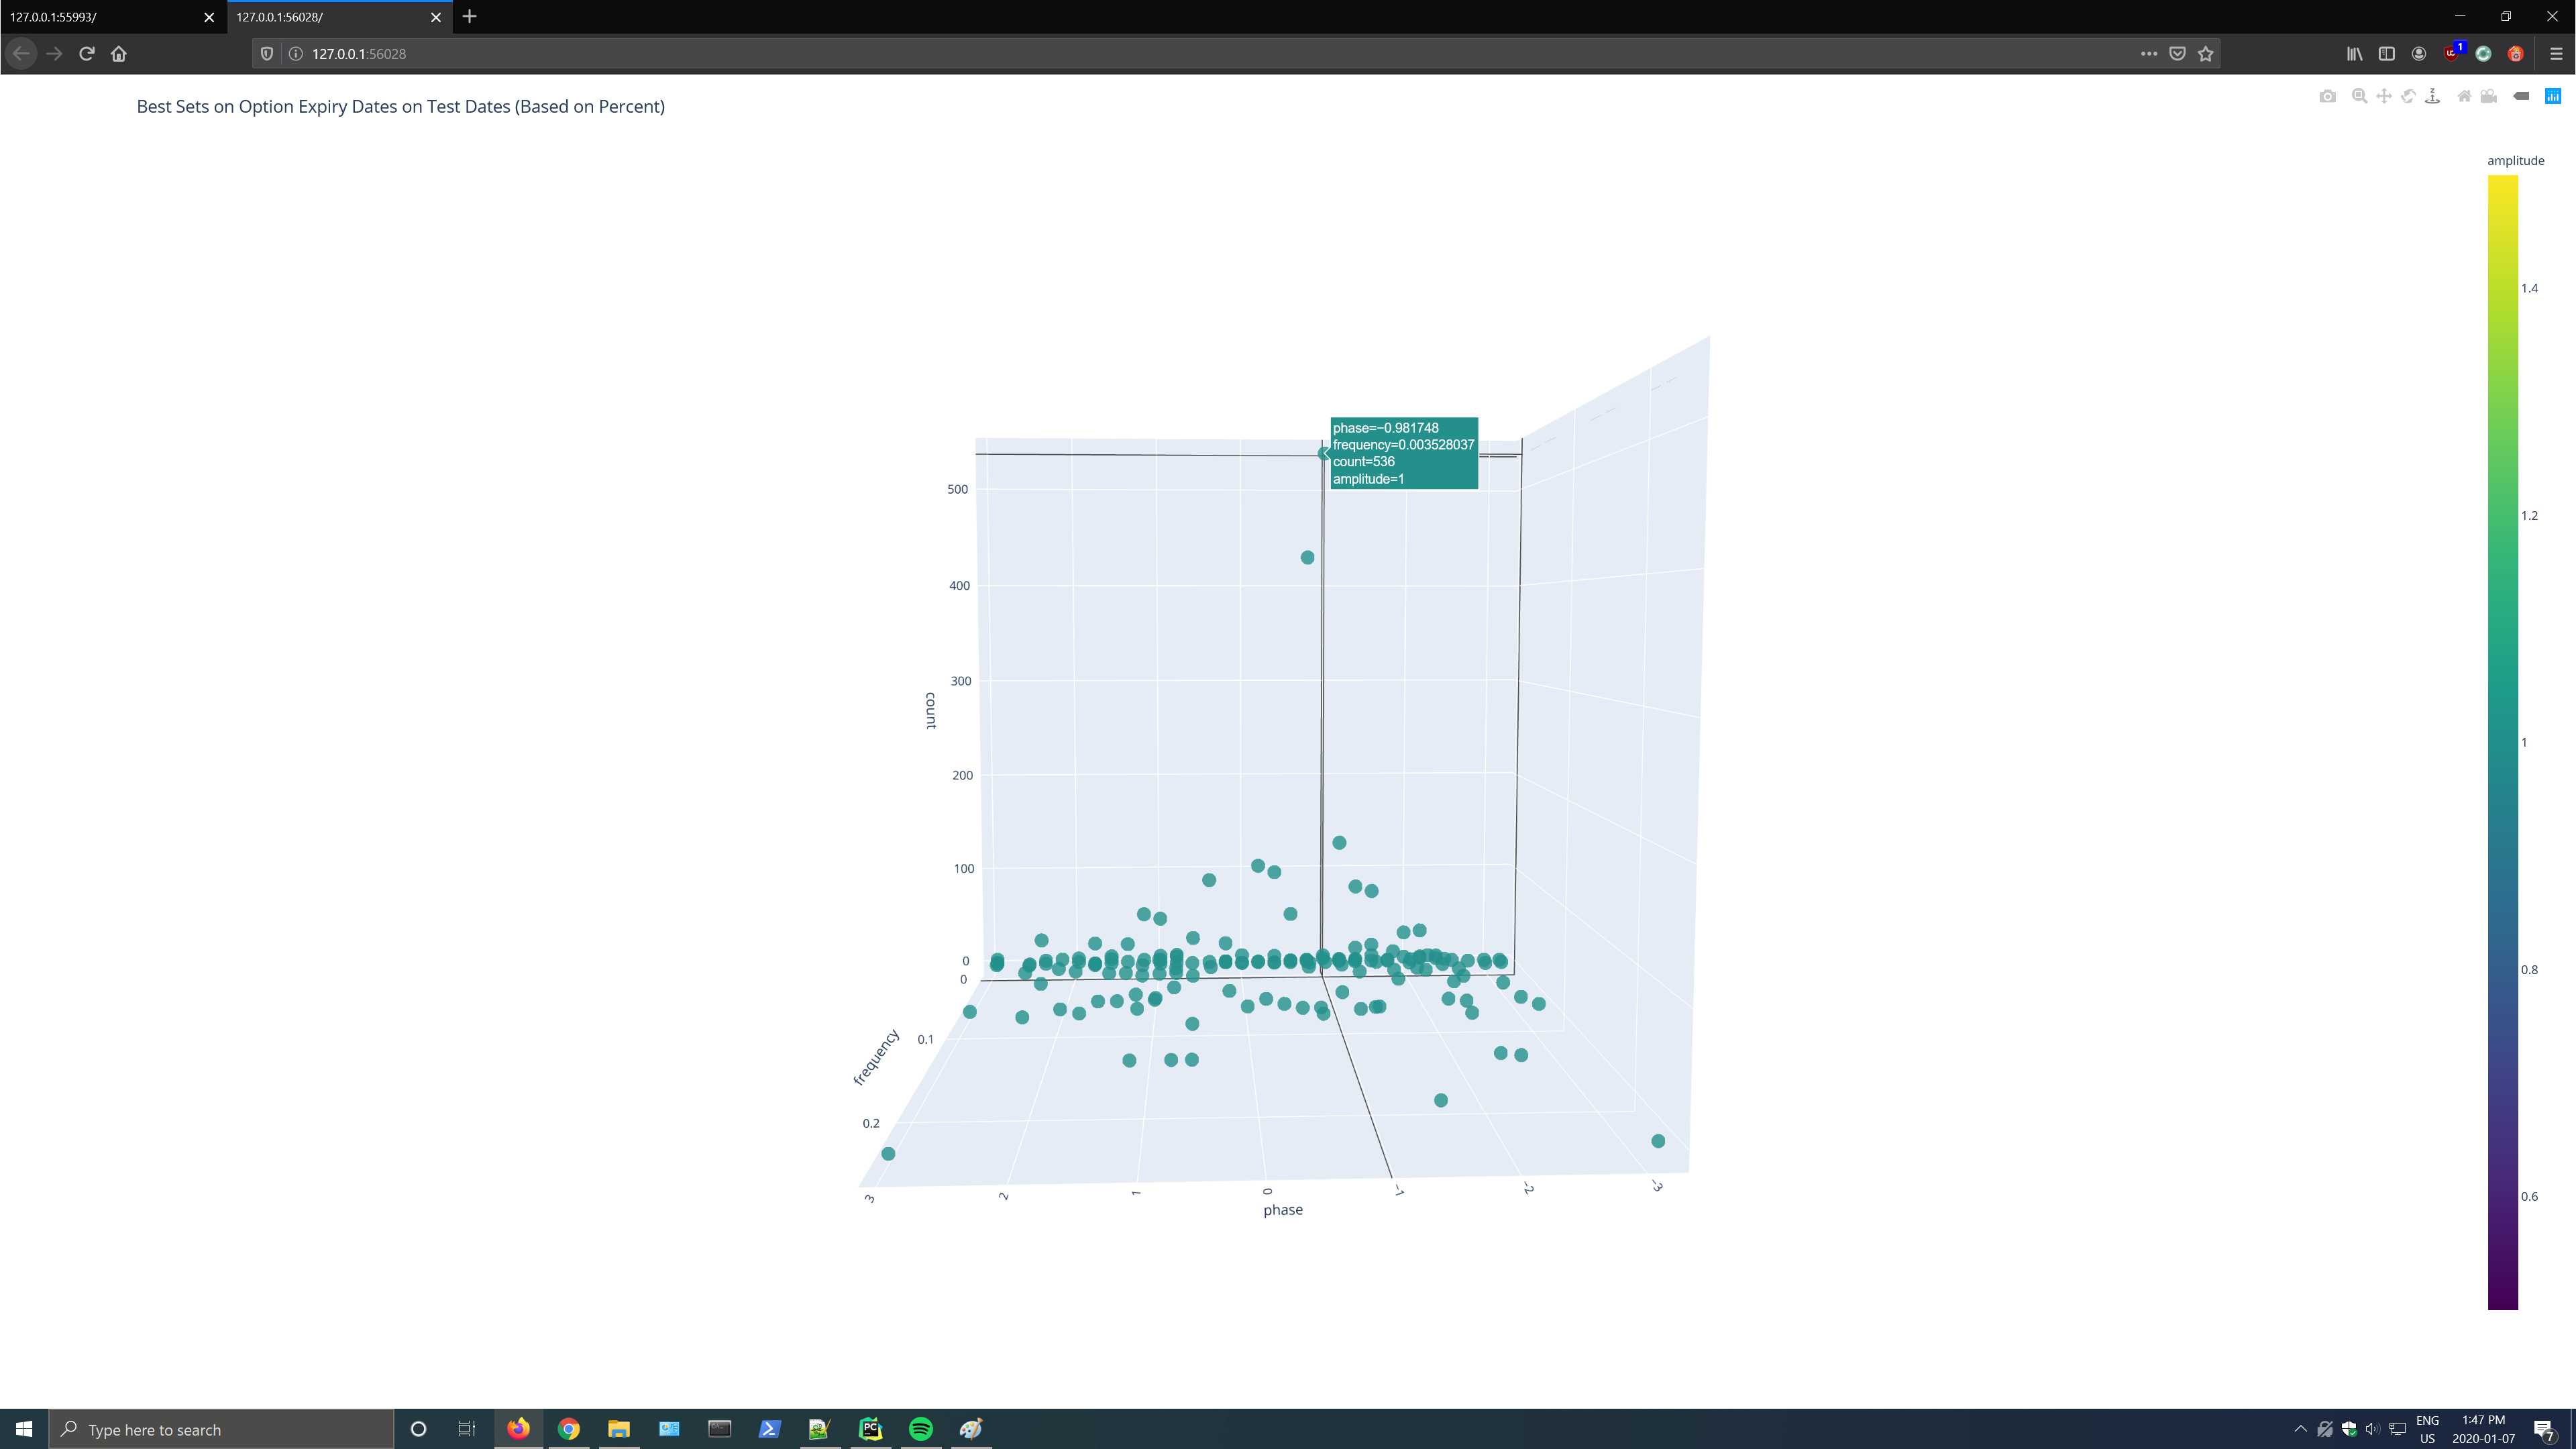 127.0.0.1:55993/
127.0.0.1:56028/
127.0.0.1:56028
1
Best Sets on Option Expiry Dates on Test Dates (Based on Percent)
amplitude
1.4
1.2
1
0.8
0.6
phase=−0.981748
frequency=0.003528037
count=536
amplitude=1
500
400
300
200
100
0
count
0
0.1
0.2
frequency
3
2
1
0
−1
−2
−3
phase
Type here to search
PC
ENG
US
1:47 PM
2020-01-07
7